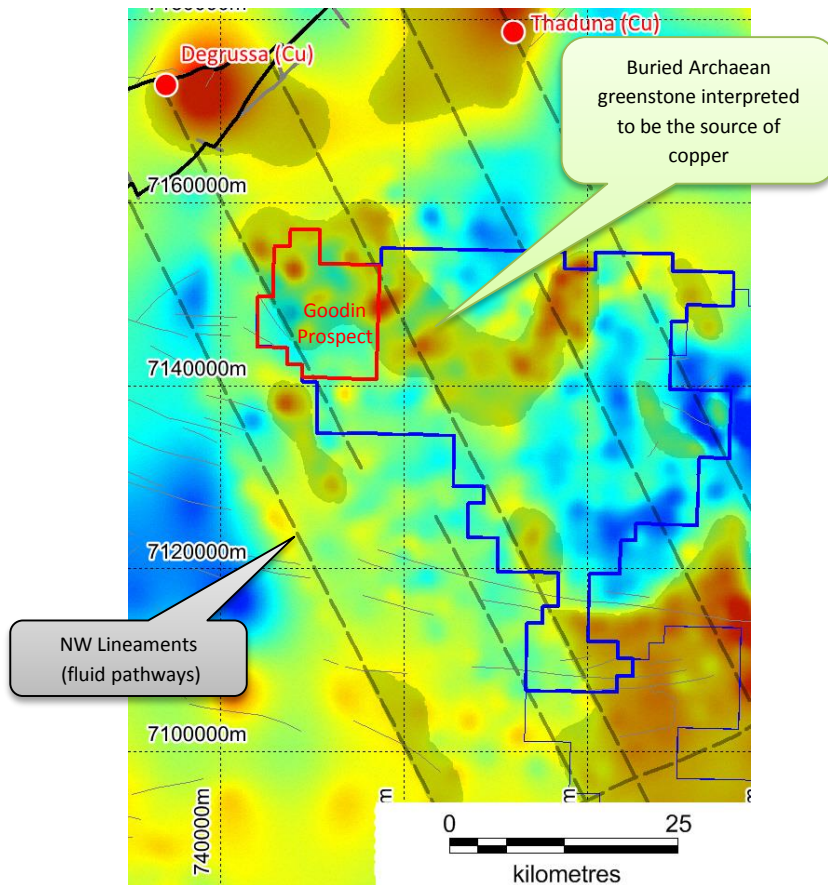 Thaduna (Cu)
Degrussa (Cu)
Buried Archaean
greenstone interpreted
to be the source of
copper
7160000m
Goodin
Prospect
7140000m
7120000m
NW Lineaments
(fluid pathways)
7100000m
740000m
0 25
kilometres